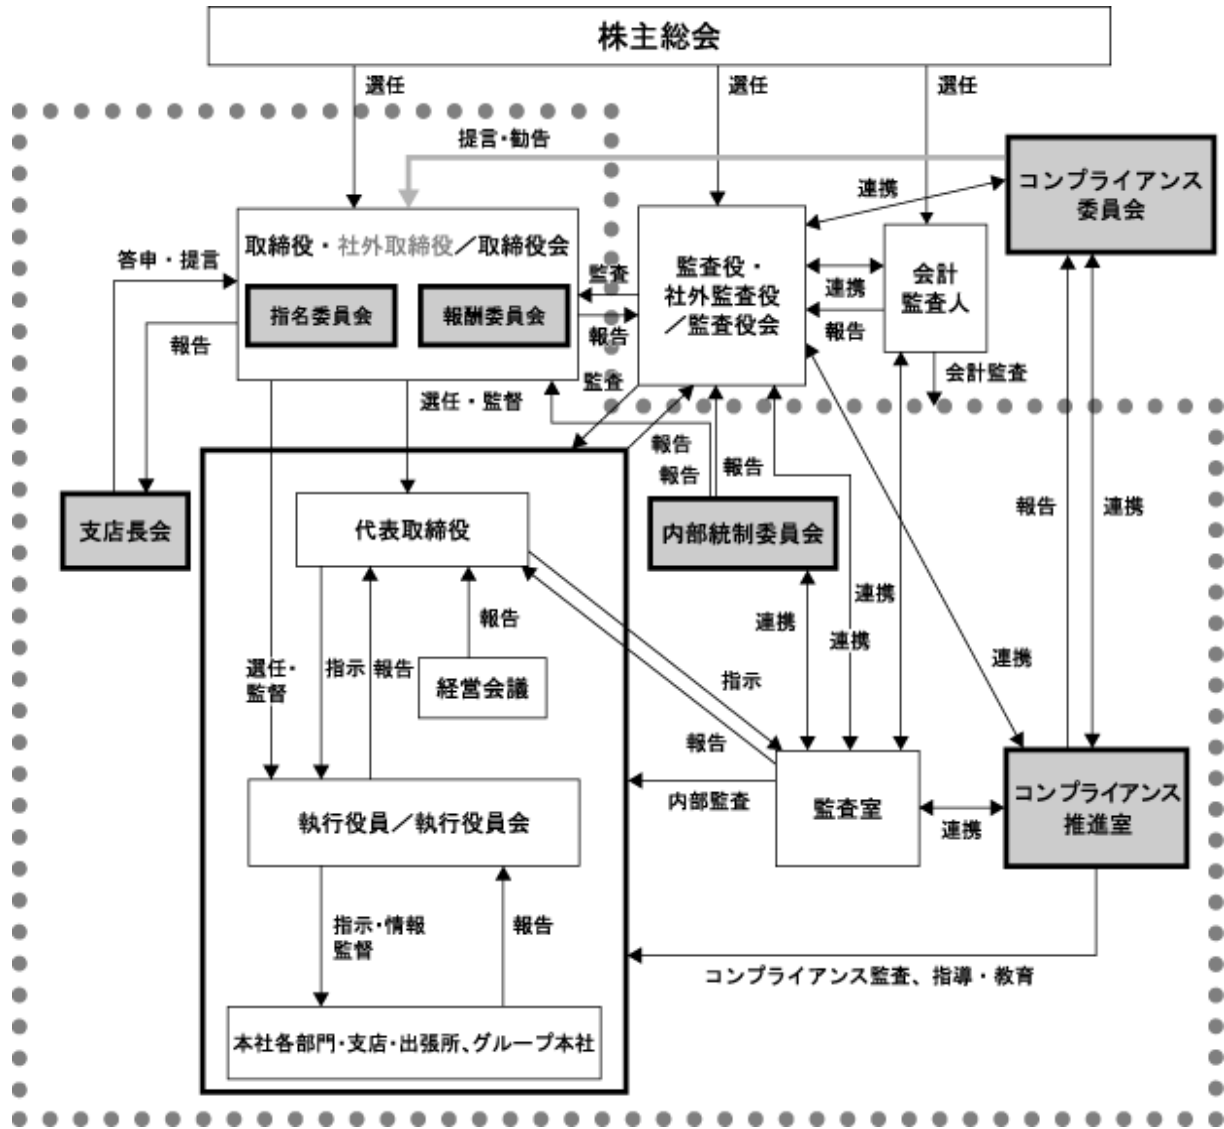 株主総会
選任
選任
選任
提言・勧告
コンプライアンス
委員会
連携
答申・提言
取締役・社外取締役／取締役会
指名委員会
報酬委員会
報告
監査
報告
監査
監査役・
社外監査役
／監査役会
連携
報告
会計
監査人
会計監査
選任・監督
報告
報告
報告
報告
連携
支店長会
代表取締役
内部統制委員会
報告
連携
連携
連携
連携
選任・
監督
指示
報告
経営会議
指示
報告
内部監査
執行役員／執行役員会
監査室
連携
コンプライアンス
推進室
指示・情報
監督
報告
コンプライアンス監査、指導・教育
本社各部門・支店・出張所、グループ本社